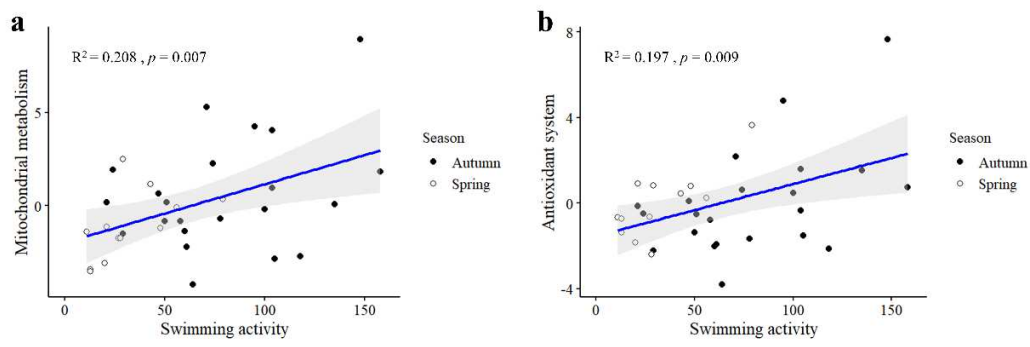 a
R² = 0.208 , p = 0.007
Mitochondrial metabolism
5
0
0
50
100
150
Swimming activity
Season
Autumn
Spring
b
R² = 0.197 , p = 0.009
Antioxidant system
8
4
0
-4
0
50
100
150
Swimming activity
Season
Autumn
Spring